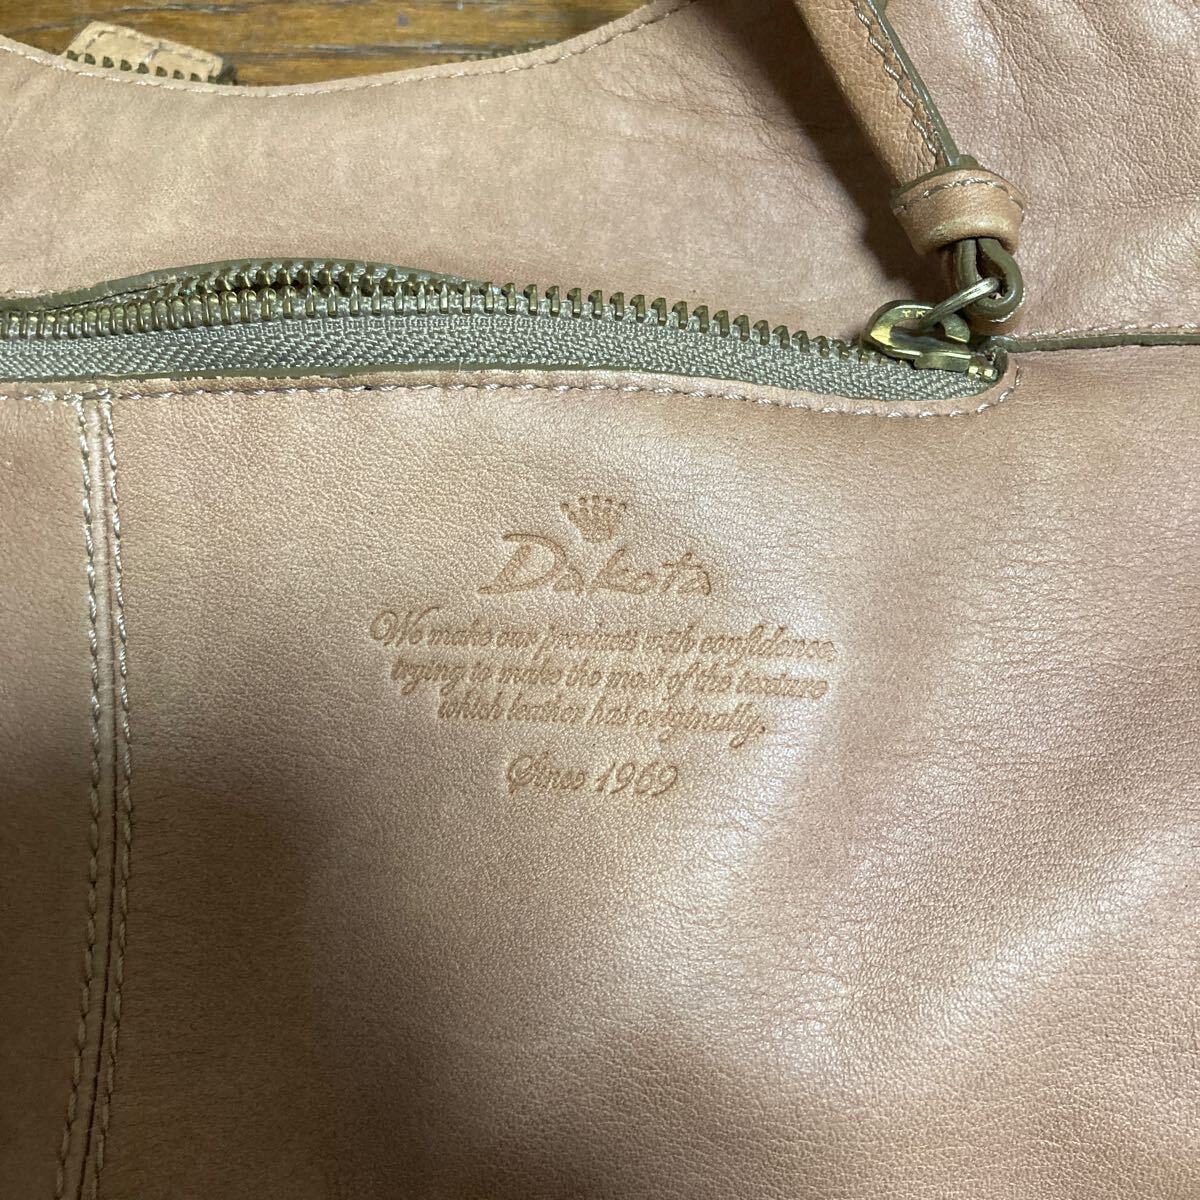 Dakota
We make our products with confidence,
trying to make the most of the texture
which leather has originally.
Since 1969